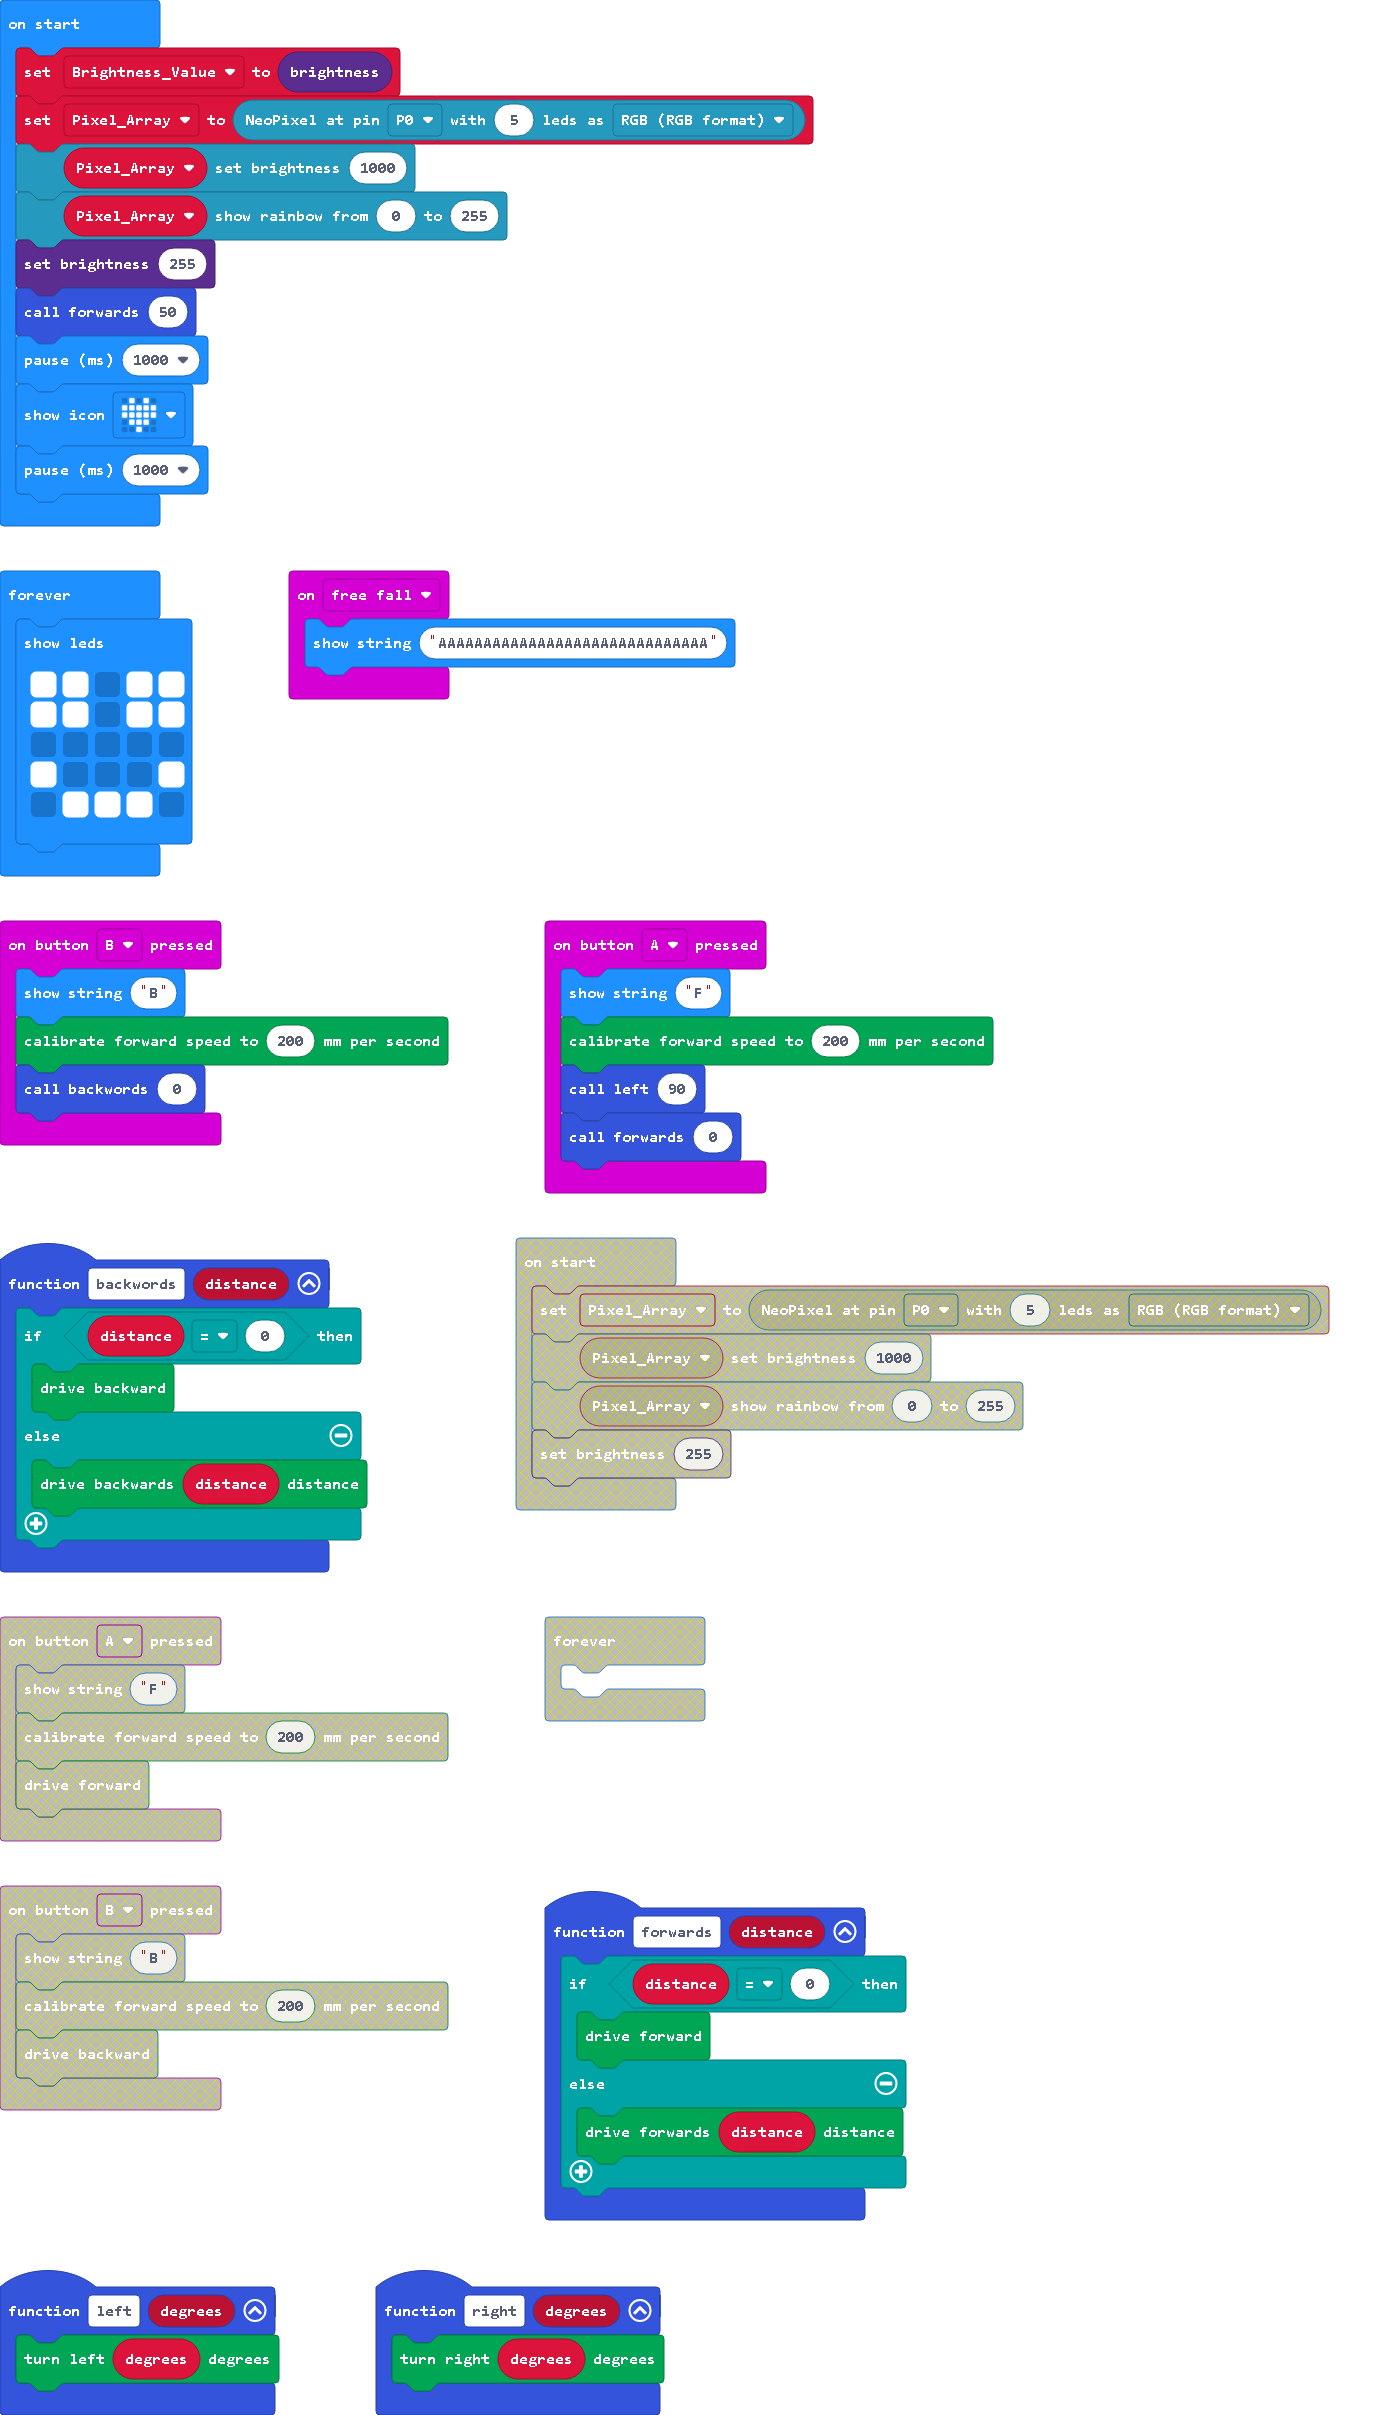 on start
set Brightness_Value to brightness
set Pixel_Array to NeoPixel at pin P0 with 5 leds as RGB (RGB format)
Pixel_Array set brightness 1000
Pixel_Array show rainbow from 0 to 255
set brightness 255
call forwards 50
pause (ms) 1000
show icon
pause (ms) 1000
forever
show leds
on free fall
show string "AAAAAAAAAAAAAAAAAAAAAAAAAAAAAA"
on button B pressed
show string "B"
calibrate forward speed to 200 mm per second
call backwords 0
on button A pressed
show string "F"
calibrate forward speed to 200 mm per second
call left 90
call forwards 0
function backwords distance
if distance = 0 then
drive backward
else
drive backwards distance distance
on start
set Pixel_Array to NeoPixel at pin P0 with 5 leds as RGB (RGB format)
Pixel_Array set brightness 1000
Pixel_Array show rainbow from 0 to 255
set brightness 255
on button A pressed
show string "F"
calibrate forward speed to 200 mm per second
drive forward
forever
on button B pressed
show string "B"
calibrate forward speed to 200 mm per second
drive backward
function forwards distance
if distance = 0 then
drive forward
else
drive forwards distance distance
function left degrees
turn left degrees degrees
function right degrees
turn right degrees degrees